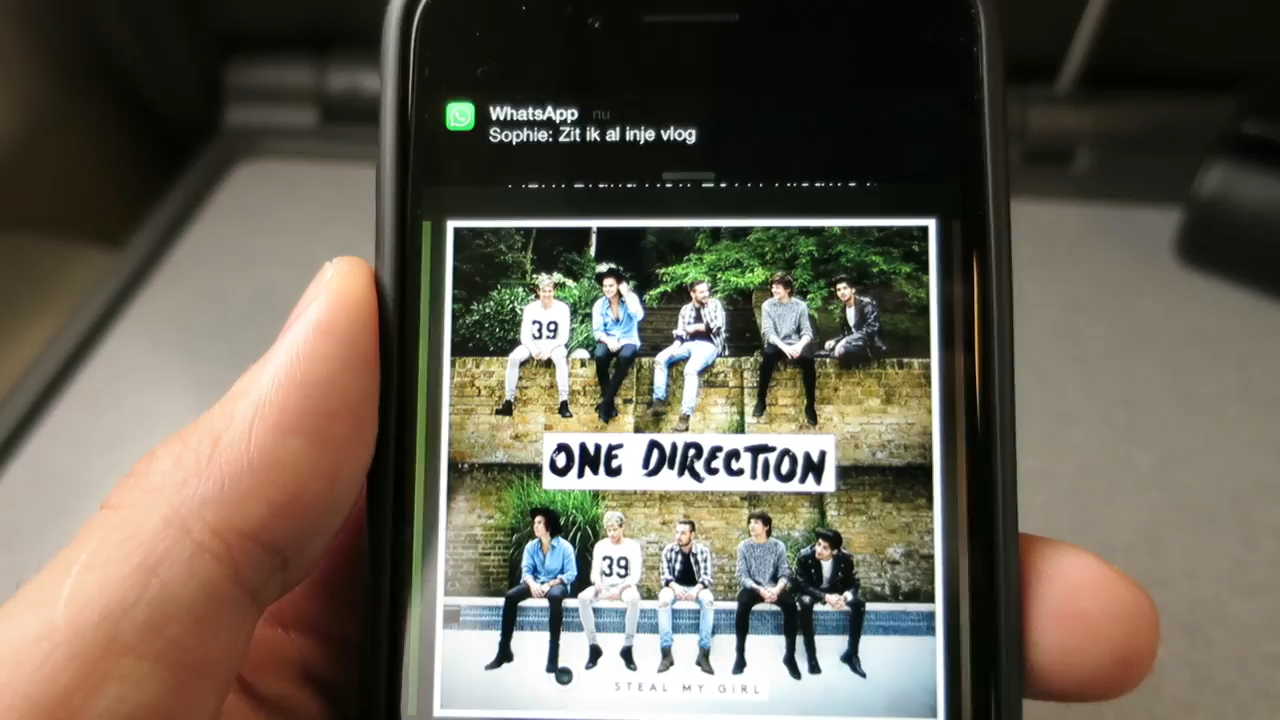 WhatsApp nu
Sophie: Zit ik al inje vlog
39
ONE DIRECTION
39
STEAL MY GIRL